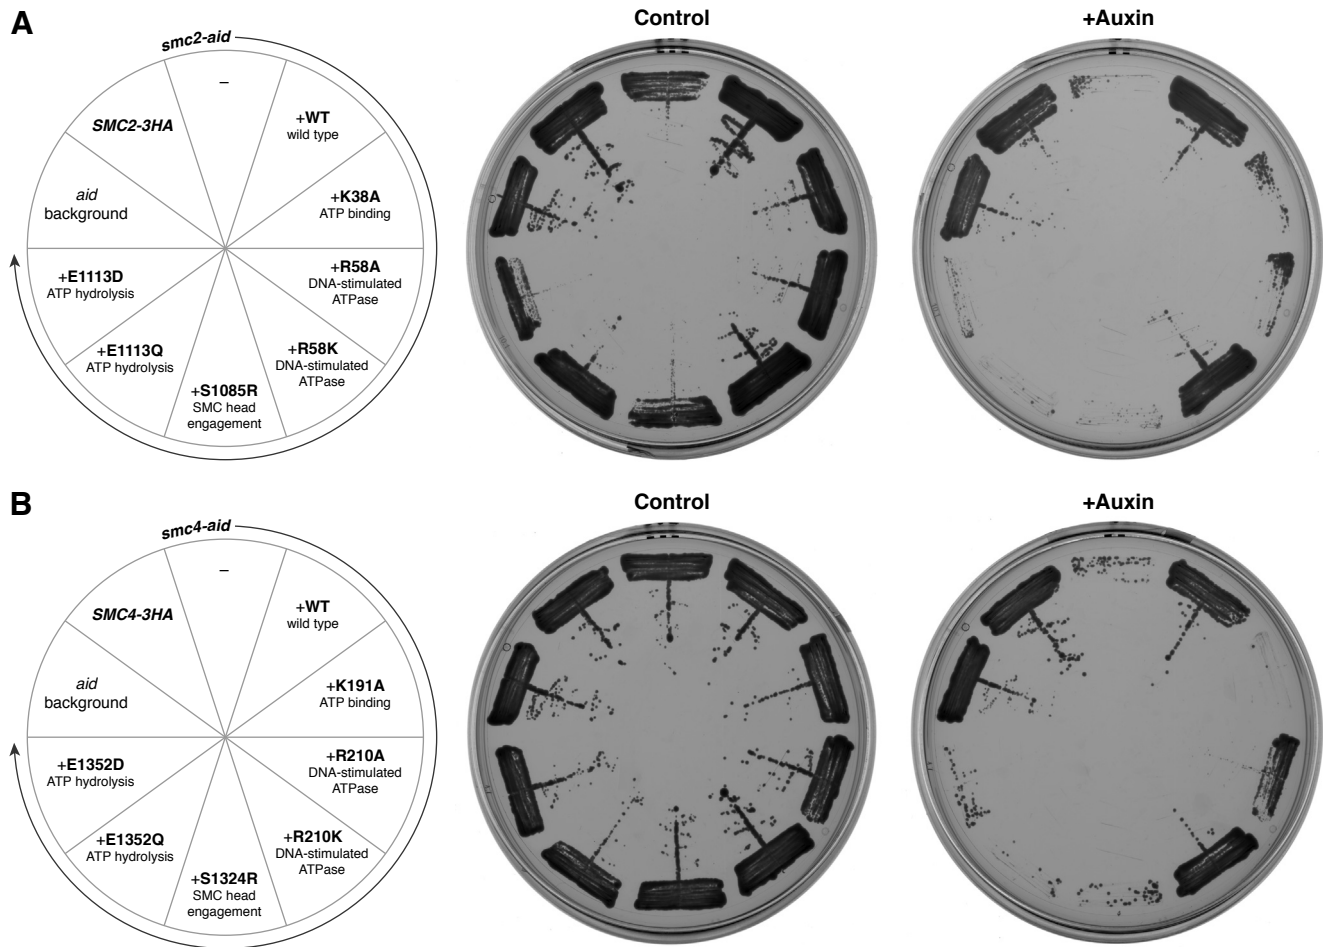 A
Control
+Auxin
smc2-aid
–
SMC2-3HA
+WT
wild type
aid
background
+K38A
ATP binding
+E1113D
ATP hydrolysis
+R58A
DNA-stimulated
ATPase
+E1113Q
ATP hydrolysis
+R58K
DNA-stimulated
ATPase
+S1085R
SMC head
engagement
B
Control
+Auxin
smc4-aid
–
SMC4-3HA
+WT
wild type
aid
background
+K191A
ATP binding
+E1352D
ATP hydrolysis
+R210A
DNA-stimulated
ATPase
+E1352Q
ATP hydrolysis
+R210K
DNA-stimulated
ATPase
+S1324R
SMC head
engagement